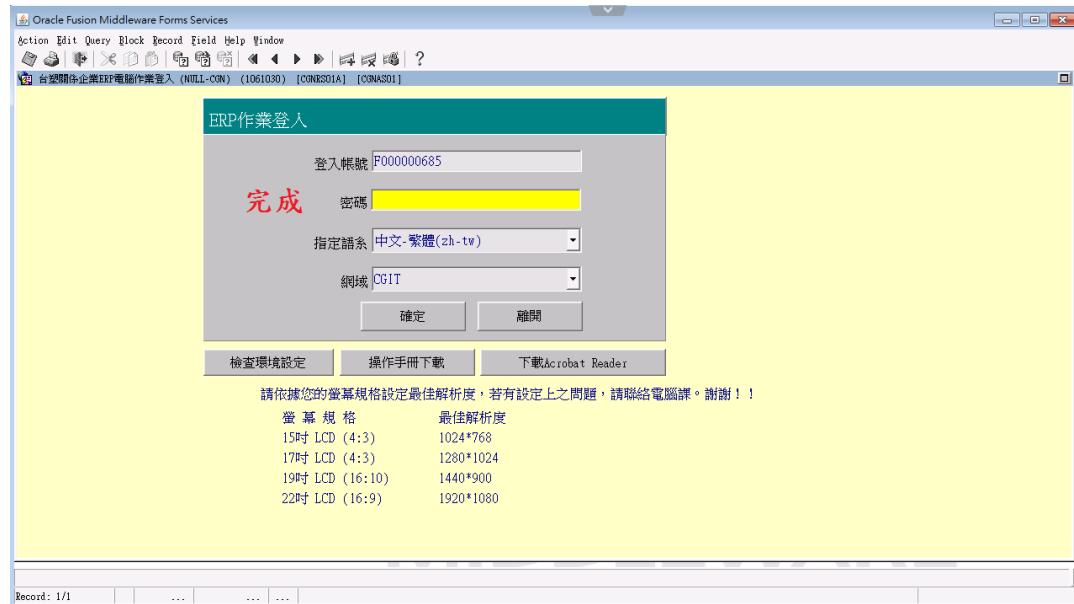 Oracle Fusion Middleware Forms Services
Action Edit Query Block Record Field Help Window
?
台塑關係企業ERP電腦作業登入 (NULL-CGN) (1061030) [CGNRS01A] [CGNAS01]
ERP作業登入
登入帳號 F000000685
完成
密碼
指定語系 中文-繁體(zh-tw)
網域 CGIT
確定 離開
檢查環境設定 操作手冊下載 下載Acrobat Reader
請依據您的螢幕規格設定最佳解析度，若有設定上之問題，請聯絡電腦課。謝謝！！
螢 幕 規 格 最佳解析度
15吋 LCD (4:3) 1024*768
17吋 LCD (4:3) 1280*1024
19吋 LCD (16:10) 1440*900
22吋 LCD (16:9) 1920*1080
Record: 1/1 ... ... ...